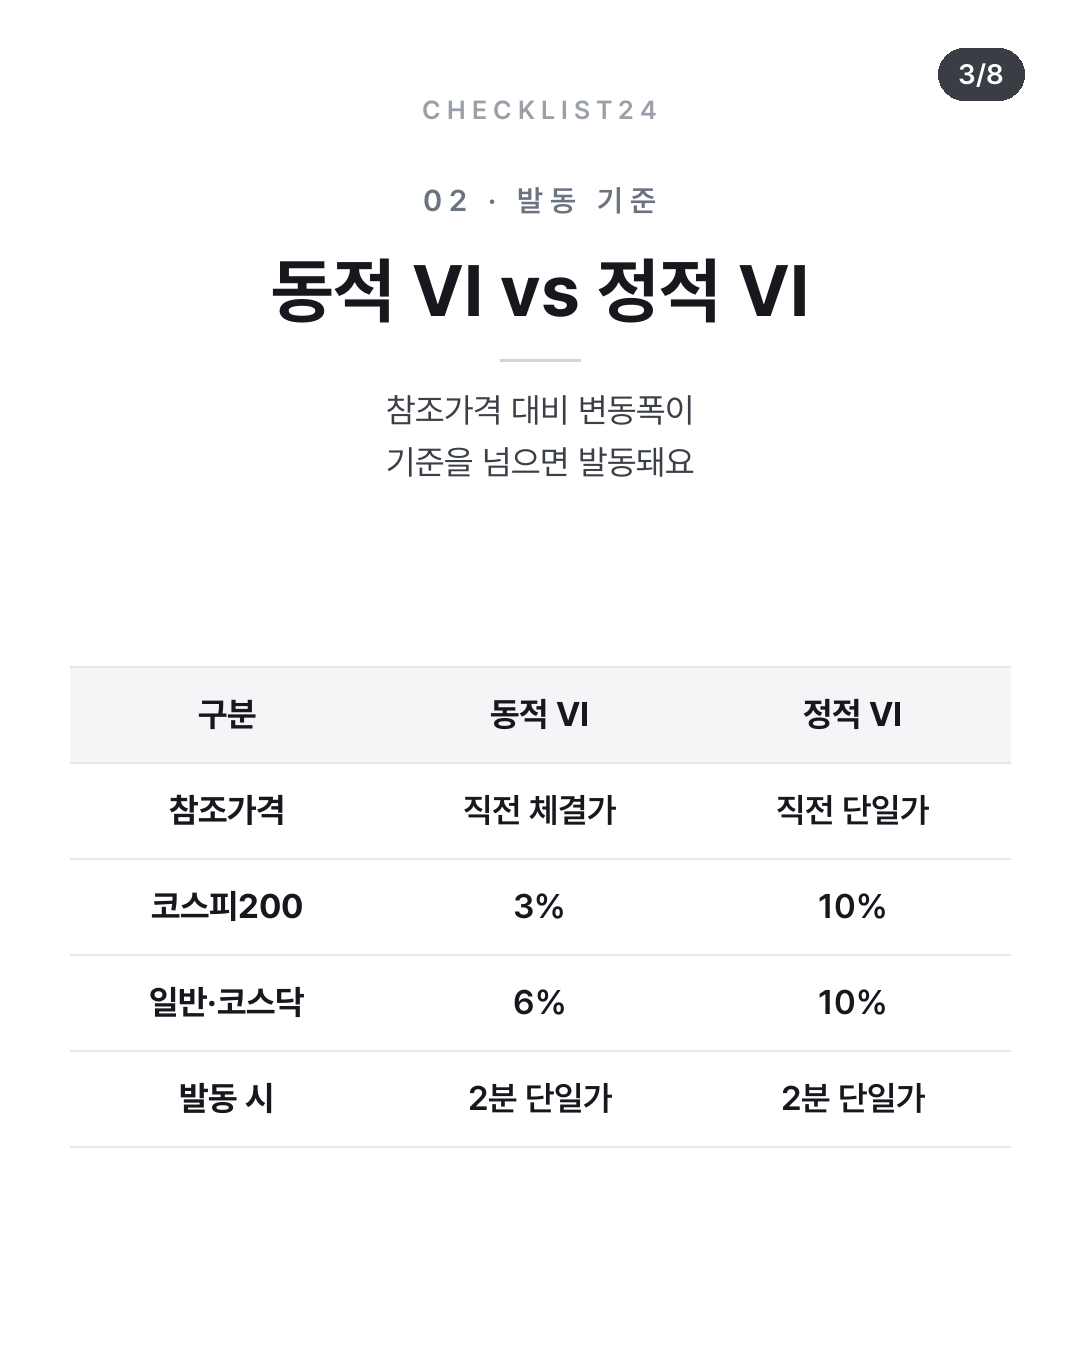 3/8
CHECKLIST24
02 · 발동 기준
동적 VI vs 정적 VI
참조가격 대비 변동폭이
기준을 넘으면 발동돼요
구분 동적 VI 정적 VI
참조가격 직전 체결가 직전 단일가
코스피200 3% 10%
일반·코스닥 6% 10%
발동 시 2분 단일가 2분 단일가